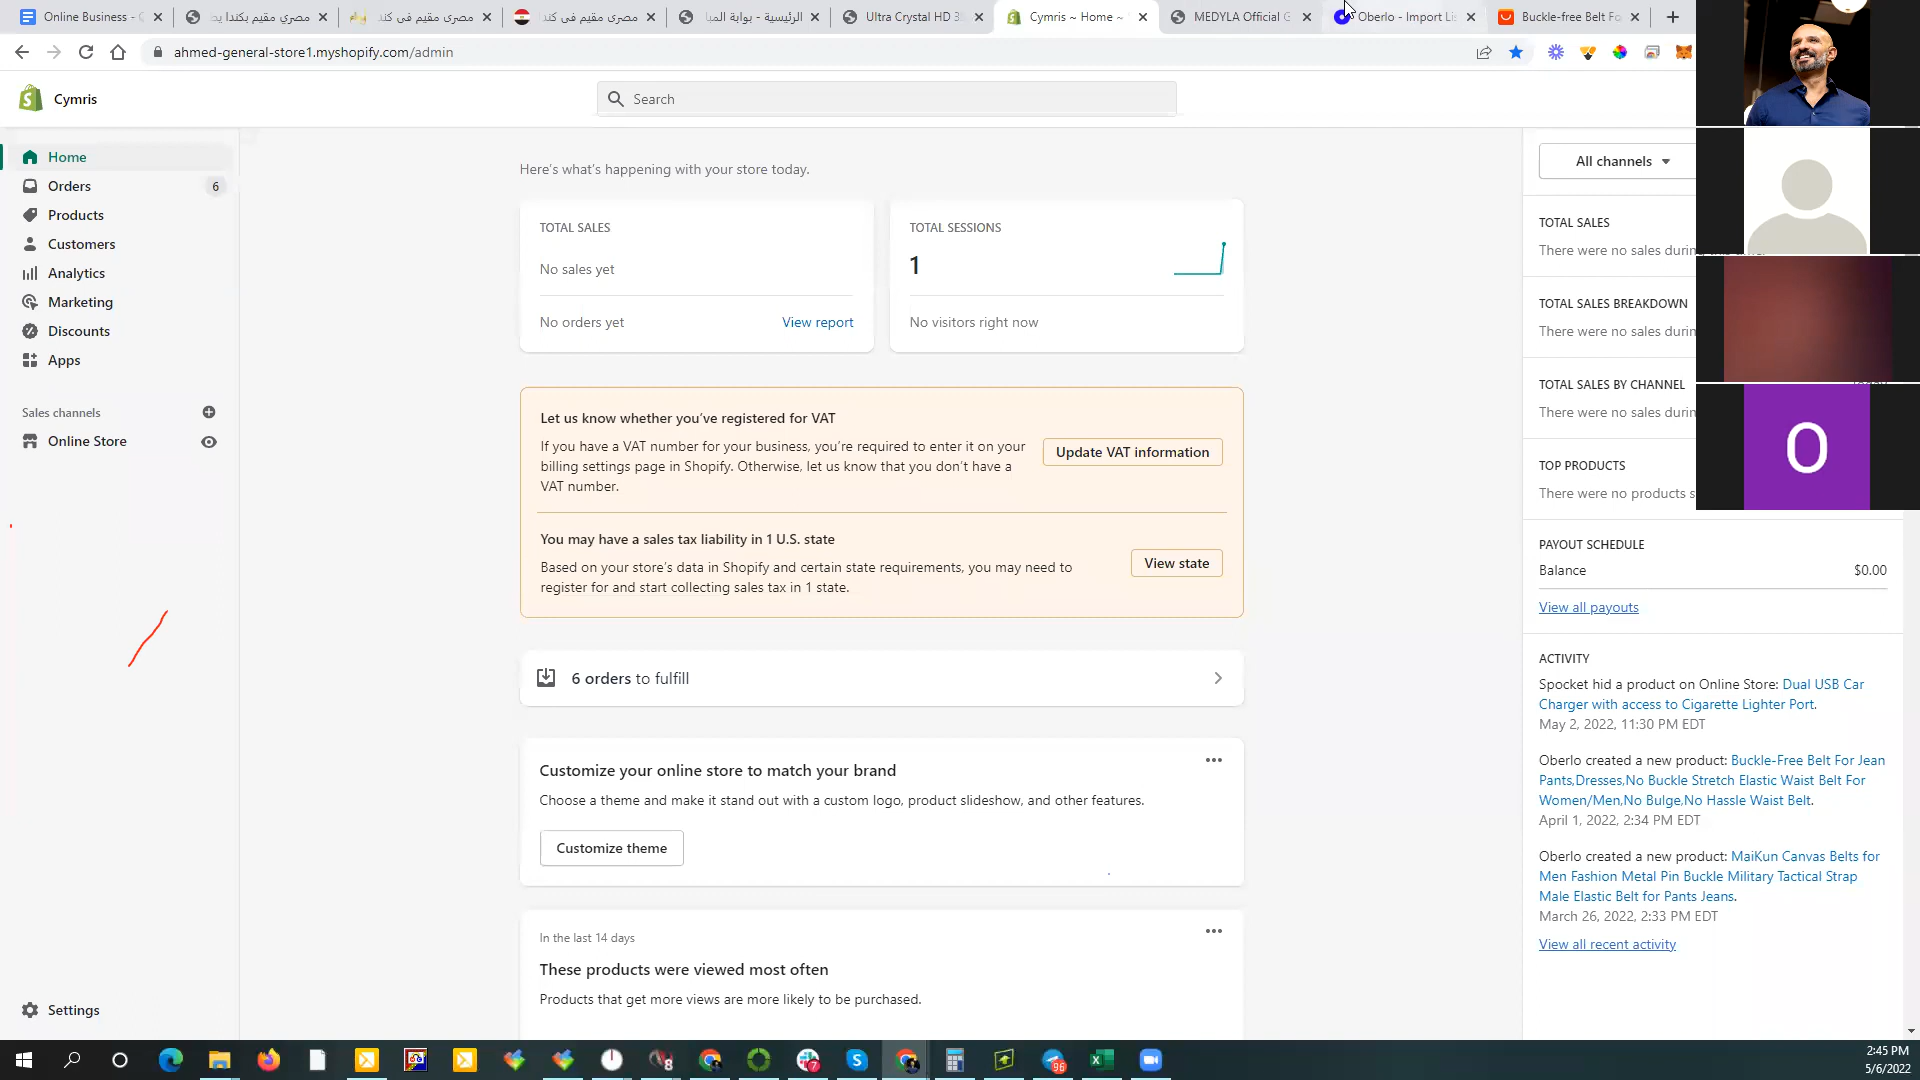 Online Business - G
مصري مقيم بكندا يط
مصرى مقيم فى كند
مصرى مقيم فى كند
الرئيسية - بوابة المبا
Ultra Crystal HD 3
Cymris ~ Home ~
MEDYLA Official G
Oberlo - Import Lis
Buckle-free Belt Fo
ahmed-general-store1.myshopify.com/admin
Cymris
Search
Home
Orders
6
Products
Customers
Analytics
Marketing
Discounts
Apps
Sales channels
Online Store
Settings
Here's what's happening with your store today.
TOTAL SALES
No sales yet
No orders yet
View report
TOTAL SESSIONS
1
No visitors right now
Let us know whether you've registered for VAT
If you have a VAT number for your business, you're required to enter it on your
billing settings page in Shopify. Otherwise, let us know that you don't have a
VAT number.
Update VAT information
You may have a sales tax liability in 1 U.S. state
Based on your store's data in Shopify and certain state requirements, you may need to
register for and start collecting sales tax in 1 state.
View state
6 orders to fulfill
Customize your online store to match your brand
Choose a theme and make it stand out with a custom logo, product slideshow, and other features.
Customize theme
In the last 14 days
These products were viewed most often
Products that get more views are more likely to be purchased.
All channels
TOTAL SALES
There were no sales durin
TOTAL SALES BREAKDOWN
There were no sales durin
TOTAL SALES BY CHANNEL
There were no sales durin
TOP PRODUCTS
There were no products s
O
PAYOUT SCHEDULE
Balance
$0.00
View all payouts
ACTIVITY
Spocket hid a product on Online Store: Dual USB Car
Charger with access to Cigarette Lighter Port.
May 2, 2022, 11:30 PM EDT
Oberlo created a new product: Buckle-Free Belt For Jean
Pants,Dresses,No Buckle Stretch Elastic Waist Belt For
Women/Men,No Bulge,No Hassle Waist Belt.
April 1, 2022, 2:34 PM EDT
Oberlo created a new product: MaiKun Canvas Belts for
Men Fashion Metal Pin Buckle Military Tactical Strap
Male Elastic Belt for Pants Jeans.
March 26, 2022, 2:33 PM EDT
View all recent activity
7
96
2:45 PM
5/6/2022